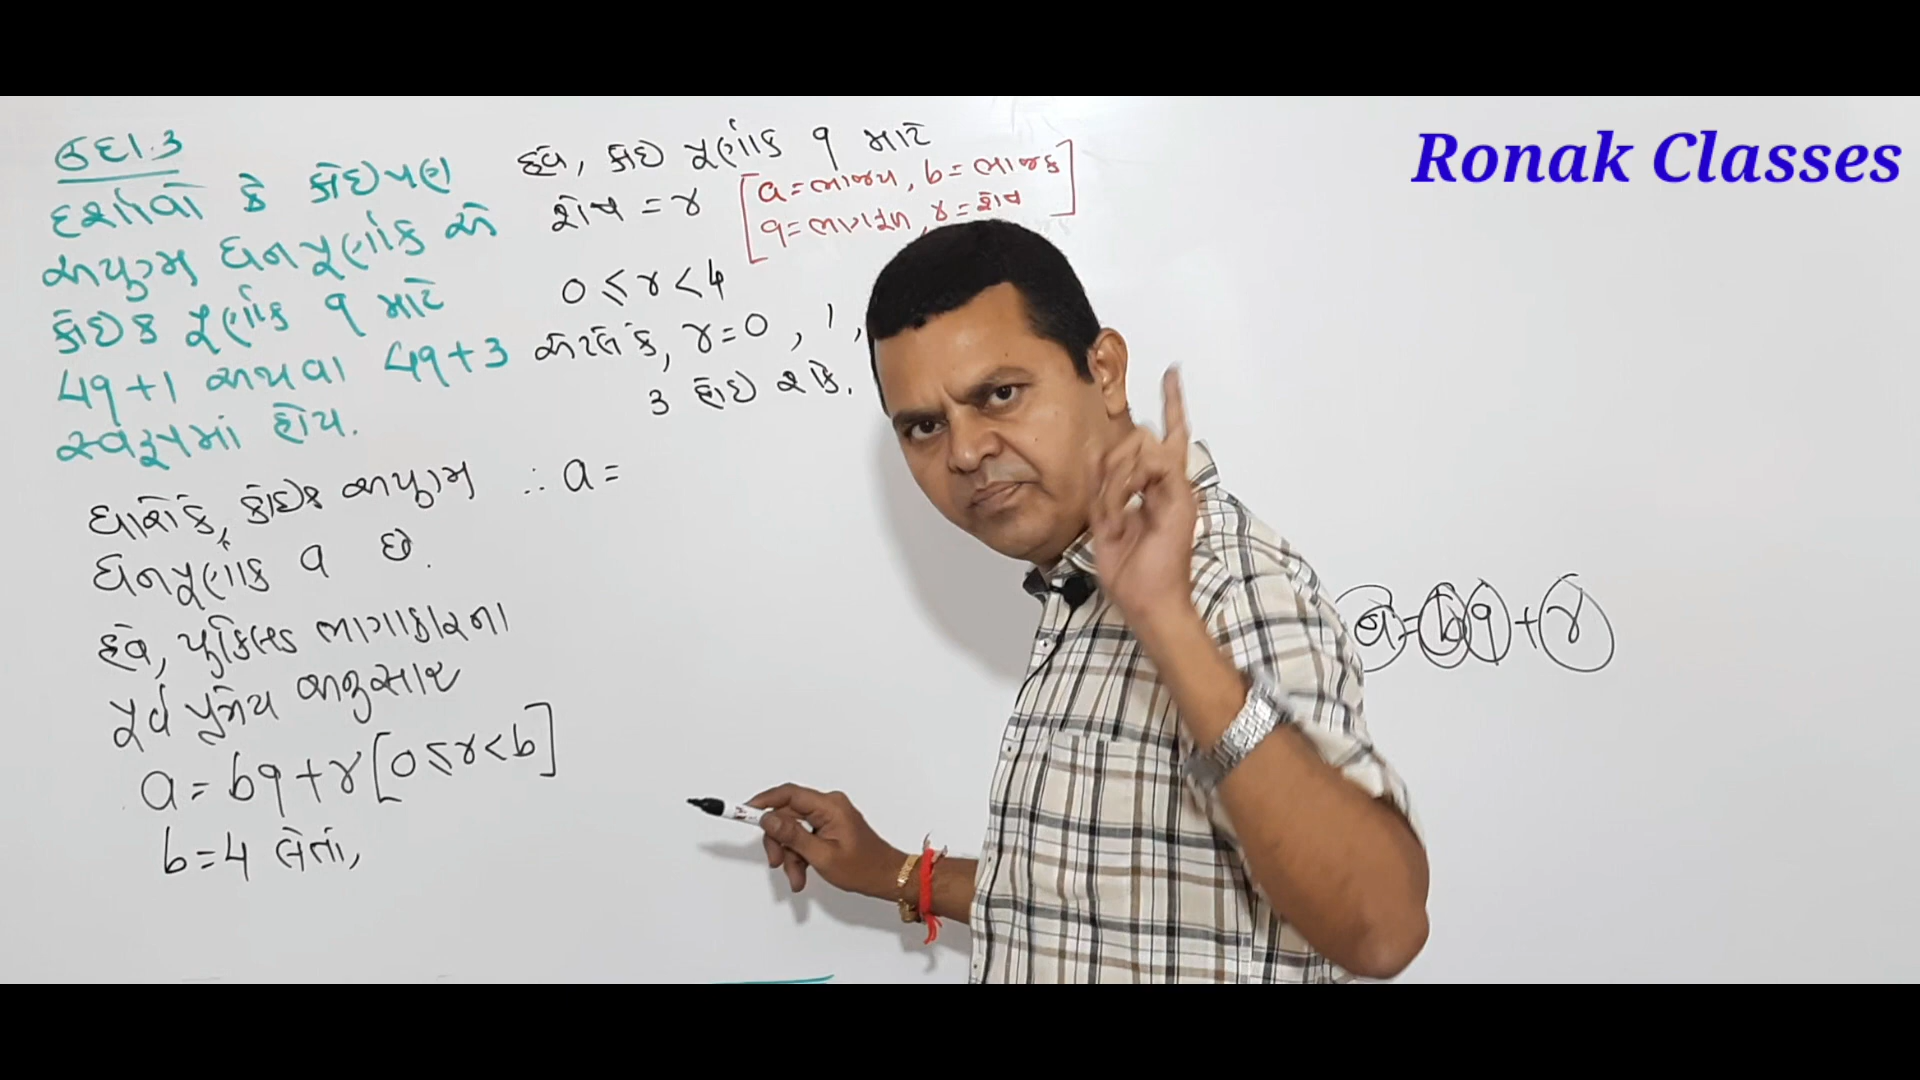 Ronak Classes
ઉદા.3
દર્શાવો કે કોઈપણ
અયુગ્મ ધનપૂર્ણાંક એ
કોઈક પૂર્ણાંક q માટે
4q+1 અથવા 4q+3
સ્વરૂપમાં હોય.
ધારો કે, કોઈક અયુગ્મ
ધનપૂર્ણાંક a છે.
હવે, યુક્લિડ ભાગાકારના
પૂર્વ પ્રમેય અનુસાર
a = bq + r [0 ≤ r < b]
b = 4 લેતાં,
હવે, કોઈ પૂર્ણાંક q માટે
શેષ = r
[a = ભાજ્ય, b = ભાજક
q = ભાગફળ, r = શેષ]
0 ≤ r < 4
એટલે કે, r = 0, 1,
3 હોઈ શકે.
∴ a =
a = bq + r